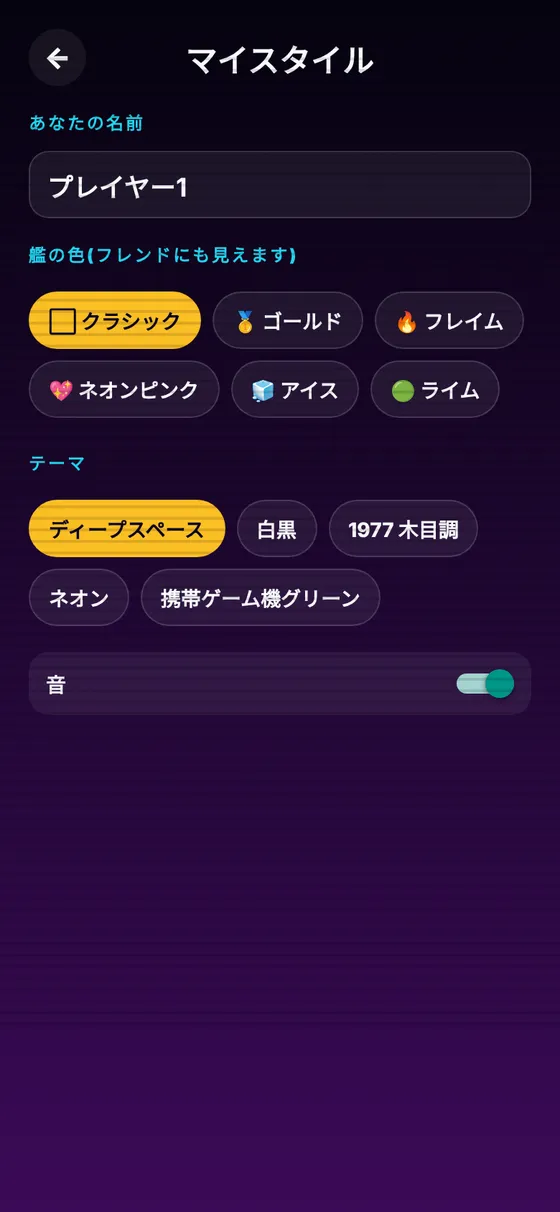 マイスタイル
あなたの名前
プレイヤー1
艦の色(フレンドにも見えます)
クラシック 🥇 ゴールド 🔥 フレイム
💖 ネオンピンク 🧊 アイス 🟢 ライム
テーマ
ディープスペース 白黒 1977 木目調
ネオン 携帯ゲーム機グリーン
音